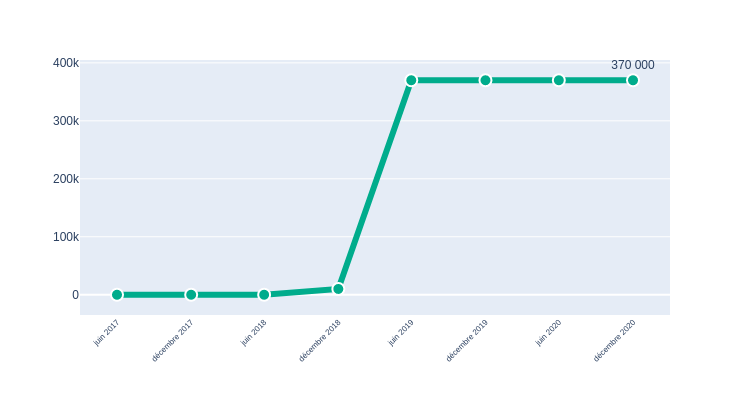 370 000
400k
300k
200k
100k
0
juin 2017
décembre 2017
juin 2018
décembre 2018
juin 2019
décembre 2019
juin 2020
décembre 2020